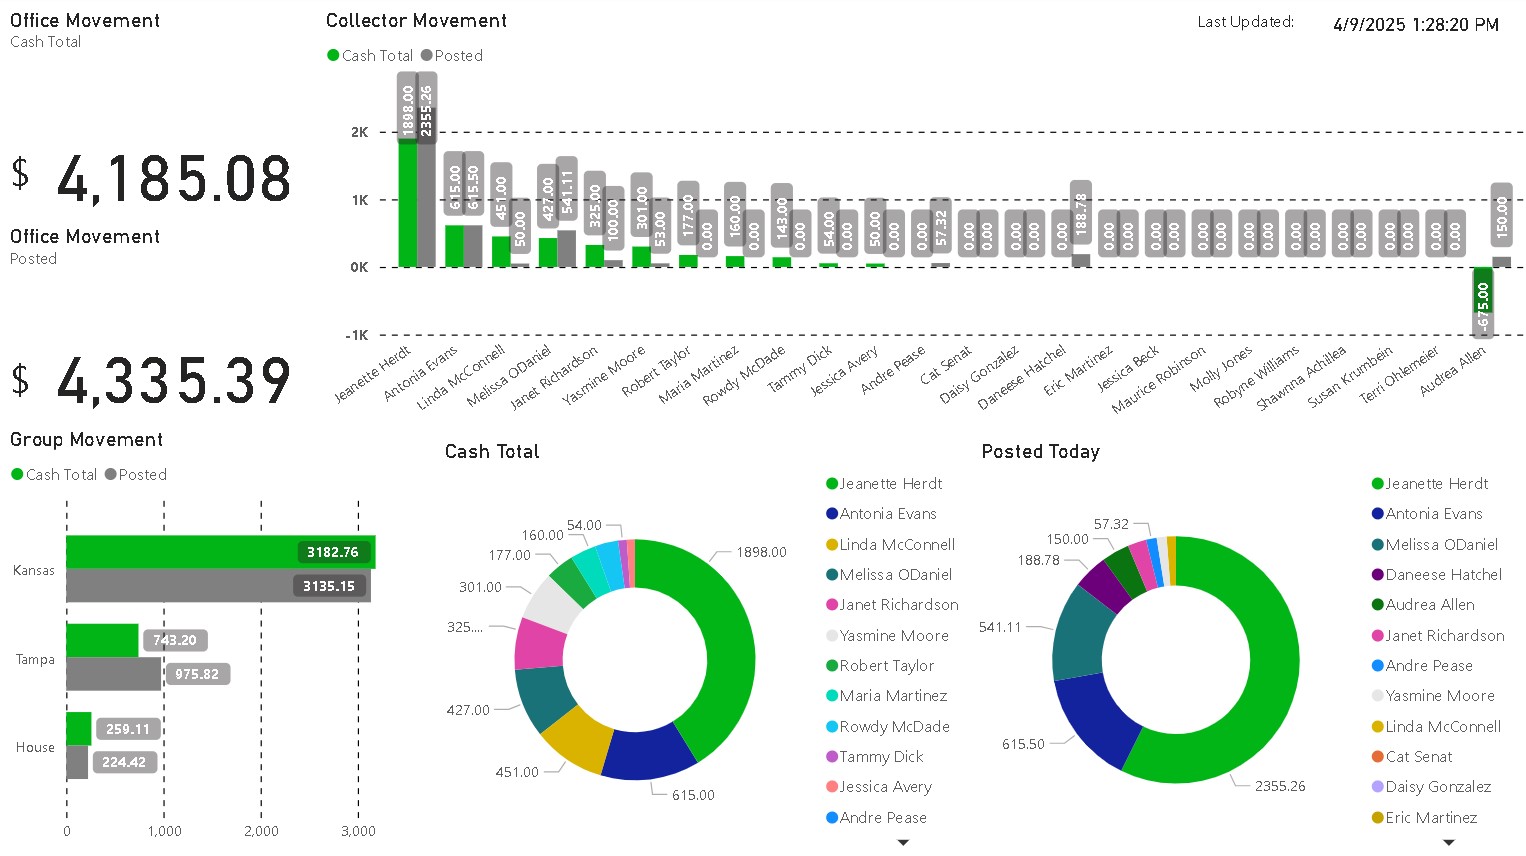 Office Movement
Cash Total
$ 4,185.08
Office Movement
Posted
$ 4,335.39
Collector Movement
Cash Total Posted
Last Updated: 4/9/2025 1:28:20 PM
2K
1K
0K
-1K
1898.00 2355.26 615.00 615.50 451.00 50.00 427.00 541.11 325.00 100.00 301.00 53.00 177.00 0.00 160.00 0.00 143.00 0.00 54.00 0.00 50.00 0.00 0.00 57.32 0.00 0.00 0.00 0.00 0.00 188.78 0.00 0.00 0.00 0.00 0.00 0.00 0.00 0.00 0.00 0.00 0.00 0.00 0.00 0.00 0.00 0.00 -675.00 150.00
Jeanette Herdt
Antonia Evans
Linda McConnell
Melissa ODaniel
Janet Richardson
Yasmine Moore
Robert Taylor
Maria Martinez
Rowdy McDade
Tammy Dick
Jessica Avery
Andre Pease
Cat Senat
Daisy Gonzalez
Daneese Hatchel
Eric Martinez
Jessica Beck
Maurice Robinson
Molly Jones
Robyne Williams
Shawnna Achillea
Susan Krumbein
Terri Ohlemeier
Audrea Allen
Group Movement
Cash Total Posted
Kansas
3182.76
3135.15
Tampa
743.20
975.82
House
259.11
224.42
0 1,000 2,000 3,000
Cash Total
1898.00
615.00
451.00
427.00
325....
301.00
177.00
160.00
54.00
Jeanette Herdt
Antonia Evans
Linda McConnell
Melissa ODaniel
Janet Richardson
Yasmine Moore
Robert Taylor
Maria Martinez
Rowdy McDade
Tammy Dick
Jessica Avery
Andre Pease
Posted Today
2355.26
615.50
541.11
188.78
150.00
57.32
Jeanette Herdt
Antonia Evans
Melissa ODaniel
Daneese Hatchel
Audrea Allen
Janet Richardson
Andre Pease
Yasmine Moore
Linda McConnell
Cat Senat
Daisy Gonzalez
Eric Martinez